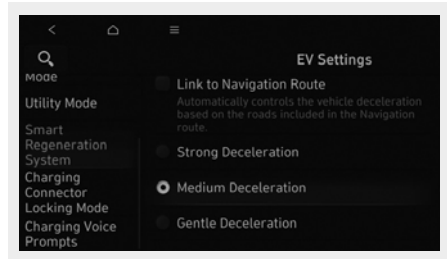 EV Settings
Mode
Utility Mode
Smart
Regeneration
System
Charging
Connector
Locking Mode
Charging Voice
Prompts
Link to Navigation Route
Automatically controls the vehicle deceleration
based on the roads included in the Navigation
route.
Strong Deceleration
Medium Deceleration
Gentle Deceleration